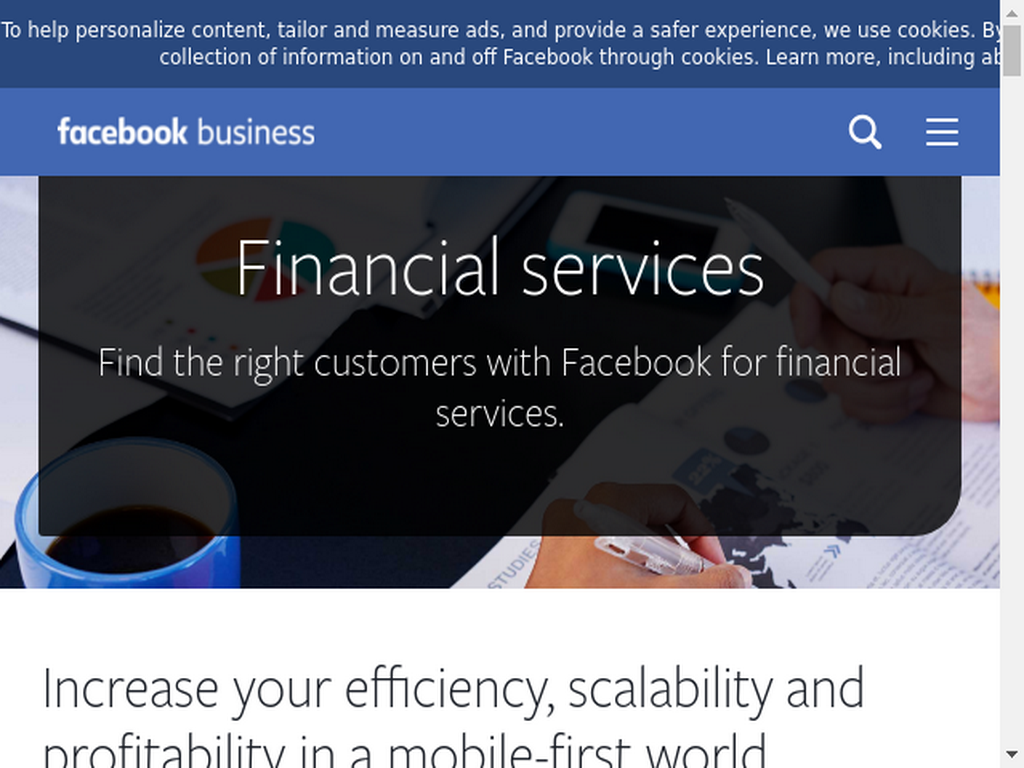 To help personalize content, tailor and measure ads, and provide a safer experience, we use cookies. By
collection of information on and off Facebook through cookies. Learn more, including
facebook business
Financial services
Find the right customers with Facebook for financial
services.
STUDIES
Increase your efficiency, scalability and
profitability in a mobile-first world